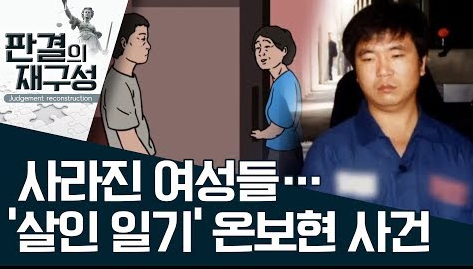 판결의
재구성
Judgement reconstruction
사라진 여성들…
'살인 일기' 온보현 사건